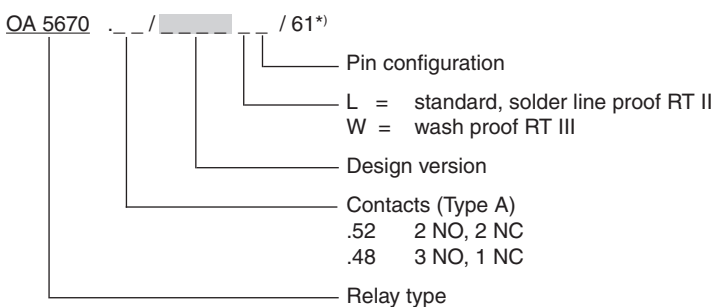 OA 5670 ._ _ / _ _ _ _ _ _ / 61*)
Pin configuration
L = standard, solder line proof RT II
W = wash proof RT III
Design version
Contacts (Type A)
.52 2 NO, 2 NC
.48 3 NO, 1 NC
Relay type